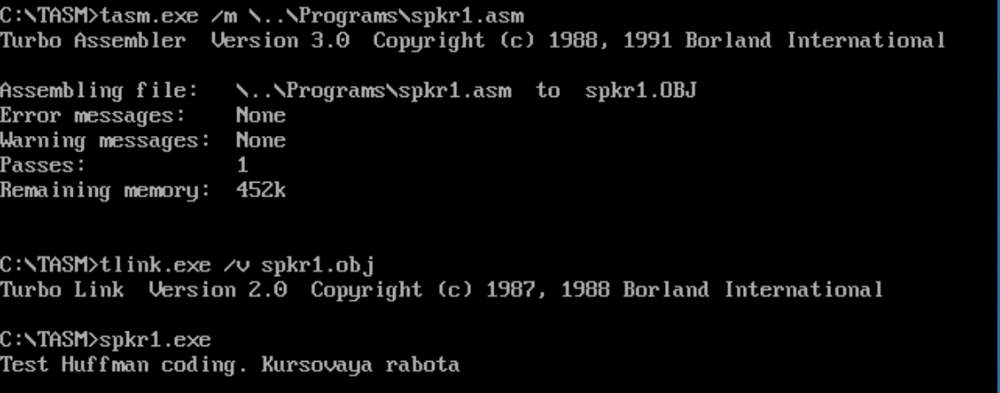 C:\TASM>tasm.exe /m \..\Programs\spkr1.asm
Turbo Assembler  Version 3.0  Copyright (c) 1988, 1991 Borland International
Assembling file:   \..\Programs\spkr1.asm  to  spkr1.OBJ
Error messages:    None
Warning messages:  None
Passes:            1
Remaining memory:  452k
C:\TASM>tlink.exe /v spkr1.obj
Turbo Link  Version 2.0  Copyright (c) 1987, 1988 Borland International
C:\TASM>spkr1.exe
Test Huffman coding. Kursovaya rabota